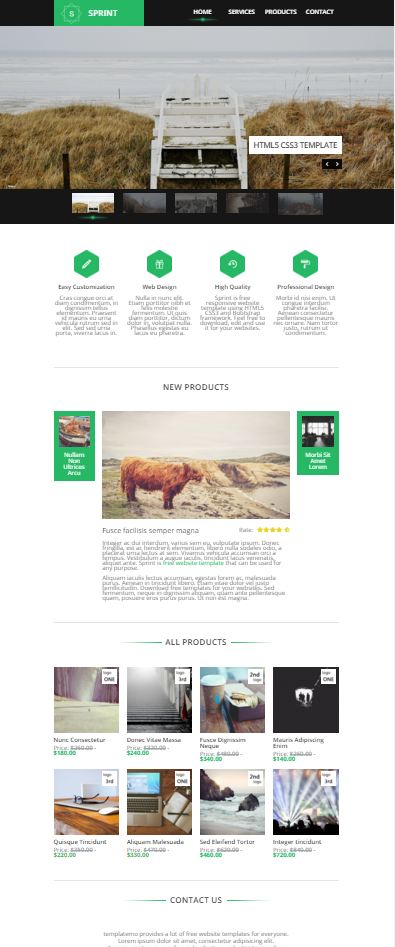 S SPRINT
HOME SERVICES PRODUCTS CONTACT
HTML5 CSS3 TEMPLATE
Easy Customization
Cras congue orci at
diam condimentum, in
dignissim tellus
elementum. Praesent
id mauris eu urna
vehicula rutrum sed in
elit. Sed sed urna
porta, viverra lacus in.
Web Design
Nulla in nunc elit.
Etiam porttitor nibh et
felis molestie
fermentum. Ut quis
diam porttitor, dictum
dolor in, volutpat nulla.
Phasellus egestas eu
lacus eu pharetra.
High Quality
Sprint is free
responsive website
template using HTML5
CSS3 and Bootstrap
framework. Feel free to
download, edit and use
it for your websites.
Professional Design
Morbi id nisi enim. Ut
congue interdum
Aenean consectetur
pellentesque mauris
nec ornare. Nam tortor
justo, rutrum ut
condimentum.
NEW PRODUCTS
Nullam
Non
Ultrices
Arcu
Morbi Sit
Amet
Lorem
Fusce facilisis semper magna
Rate:
Integer ac dui interdum, varius sem eu, vulputate ipsum. Donec
fringilla, est ac hendrerit elementum, libero nulla sodales odio, a
placerat urna lectus at sem. Vivamus vehicula accumsan orci a
tempus. Vestibulum a augue iaculis, tincidunt lacus venenatis,
aliquet ante. Sprint is free website template that can be used for
any purpose.
Aliquam iaculis lectus accumsan, egestas lorem ac, malesuada
purus. Aenean in tincidunt libero. Etiam vitae dolor vel justo
fermentum, neque in dignissim aliquam, quam ante pellentesque
quam, posuere eros purus purus. Ut non est magna.
ALL PRODUCTS
logo
ONE
logo
3rd
2nd
logo
logo
ONE
Nunc Consectetur
Price: $260.00 -
$180.00
Donec Vitae Massa
Price: $320.00 -
$240.00
Fusce Dignissim
Neque
Price: $480.00 -
$340.00
Mauris Adipiscing
Enim
Price: $260.00 -
$140.00
logo
3rd
logo
ONE
2nd
logo
logo
3rd
Quisque Tincidunt
Price: $360.00 -
$220.00
Aliquam Malesuada
Price: $470.00 -
$330.00
Sed Eleifend Tortor
Price: $620.00 -
$460.00
Integer tincidunt
Price: $840.00 -
$720.00
CONTACT US
templatemo provides a lot of free website templates for everyone.
Lorem ipsum dolor sit amet, consectetur adipiscing elit.